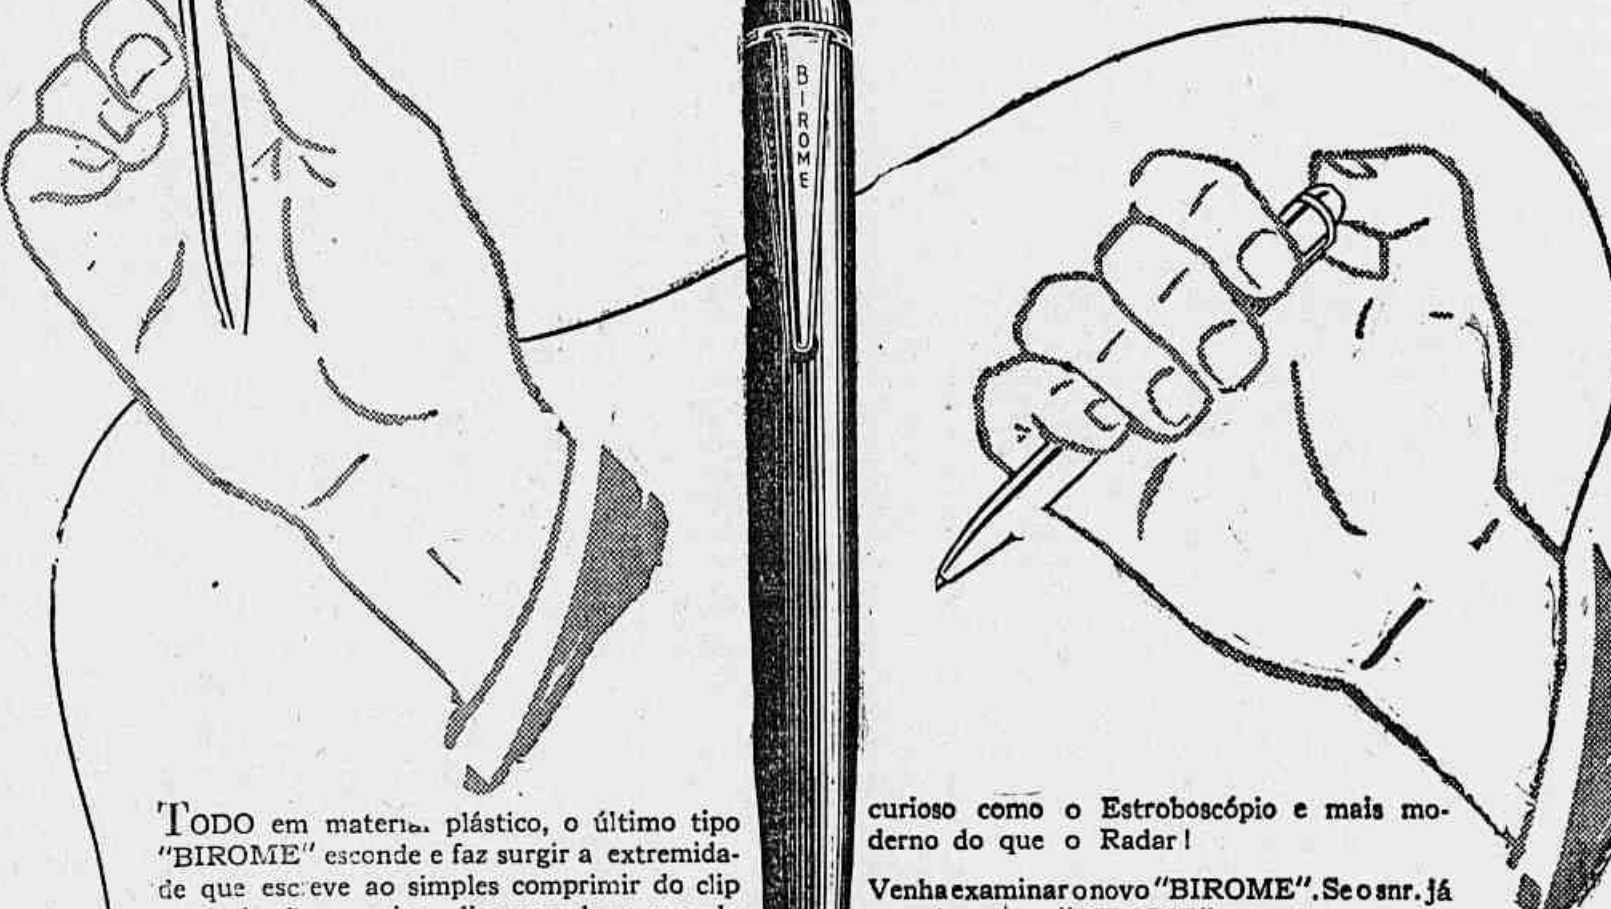 BIROME
TODO em material plástico, o último tipo
"BIROME" esconde e faz surgir a extremida-
de que escreve ao simples comprimir do clip
curioso como o Estroboscópio e mais mo-
derno do que o Radar!
Venha examinar o novo "BIROME". Se o snr. já